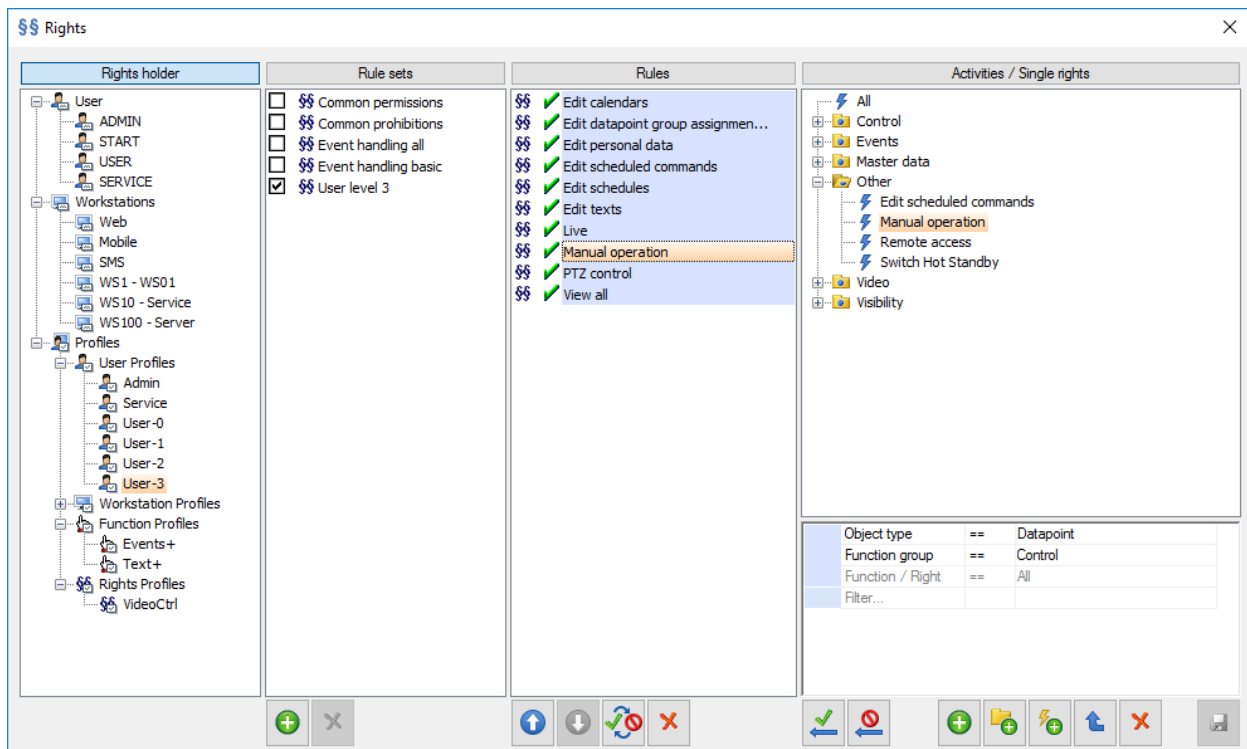 §§ Rights
Rights holder
User
ADMIN
START
USER
SERVICE
Workstations
Web
Mobile
SMS
WS1 - WS01
WS10 - Service
WS100 - Server
Profiles
User Profiles
Admin
Service
User-0
User-1
User-2
User-3
Workstation Profiles
Function Profiles
Events+
Text+
§§ Rights Profiles
§§ VideoCtrl
Rule sets
§§ Common permissions
§§ Common prohibitions
§§ Event handling all
§§ Event handling basic
§§ User level 3
Rules
§§ Edit calendars
§§ Edit datapoint group assignmen...
§§ Edit personal data
§§ Edit scheduled commands
§§ Edit schedules
§§ Edit texts
§§ Live
§§ Manual operation
§§ PTZ control
§§ View all
Activities / Single rights
All
Control
Events
Master data
Other
Edit scheduled commands
Manual operation
Remote access
Switch Hot Standby
Video
Visibility
Object type == Datapoint
Function group == Control
Function / Right == All
Filter...